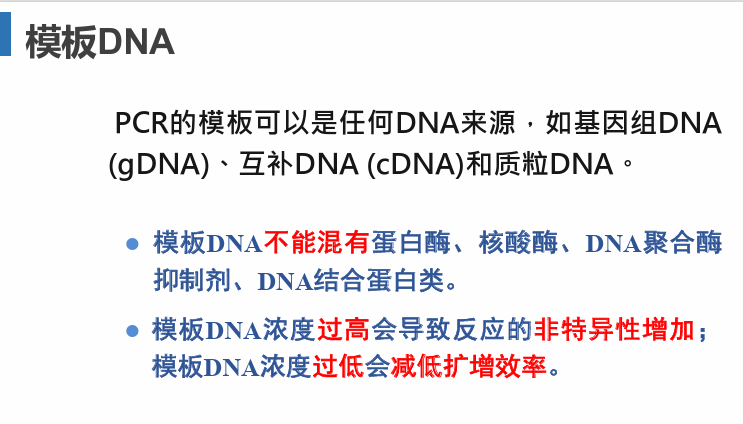 模板DNA
PCR的模板可以是任何DNA来源，如基因组DNA
(gDNA)、互补DNA (cDNA)和质粒DNA。
模板DNA不能混有蛋白酶、核酸酶、DNA聚合酶
抑制剂、DNA结合蛋白类。
模板DNA浓度过高会导致反应的非特异性增加；
模板DNA浓度过低会减低扩增效率。